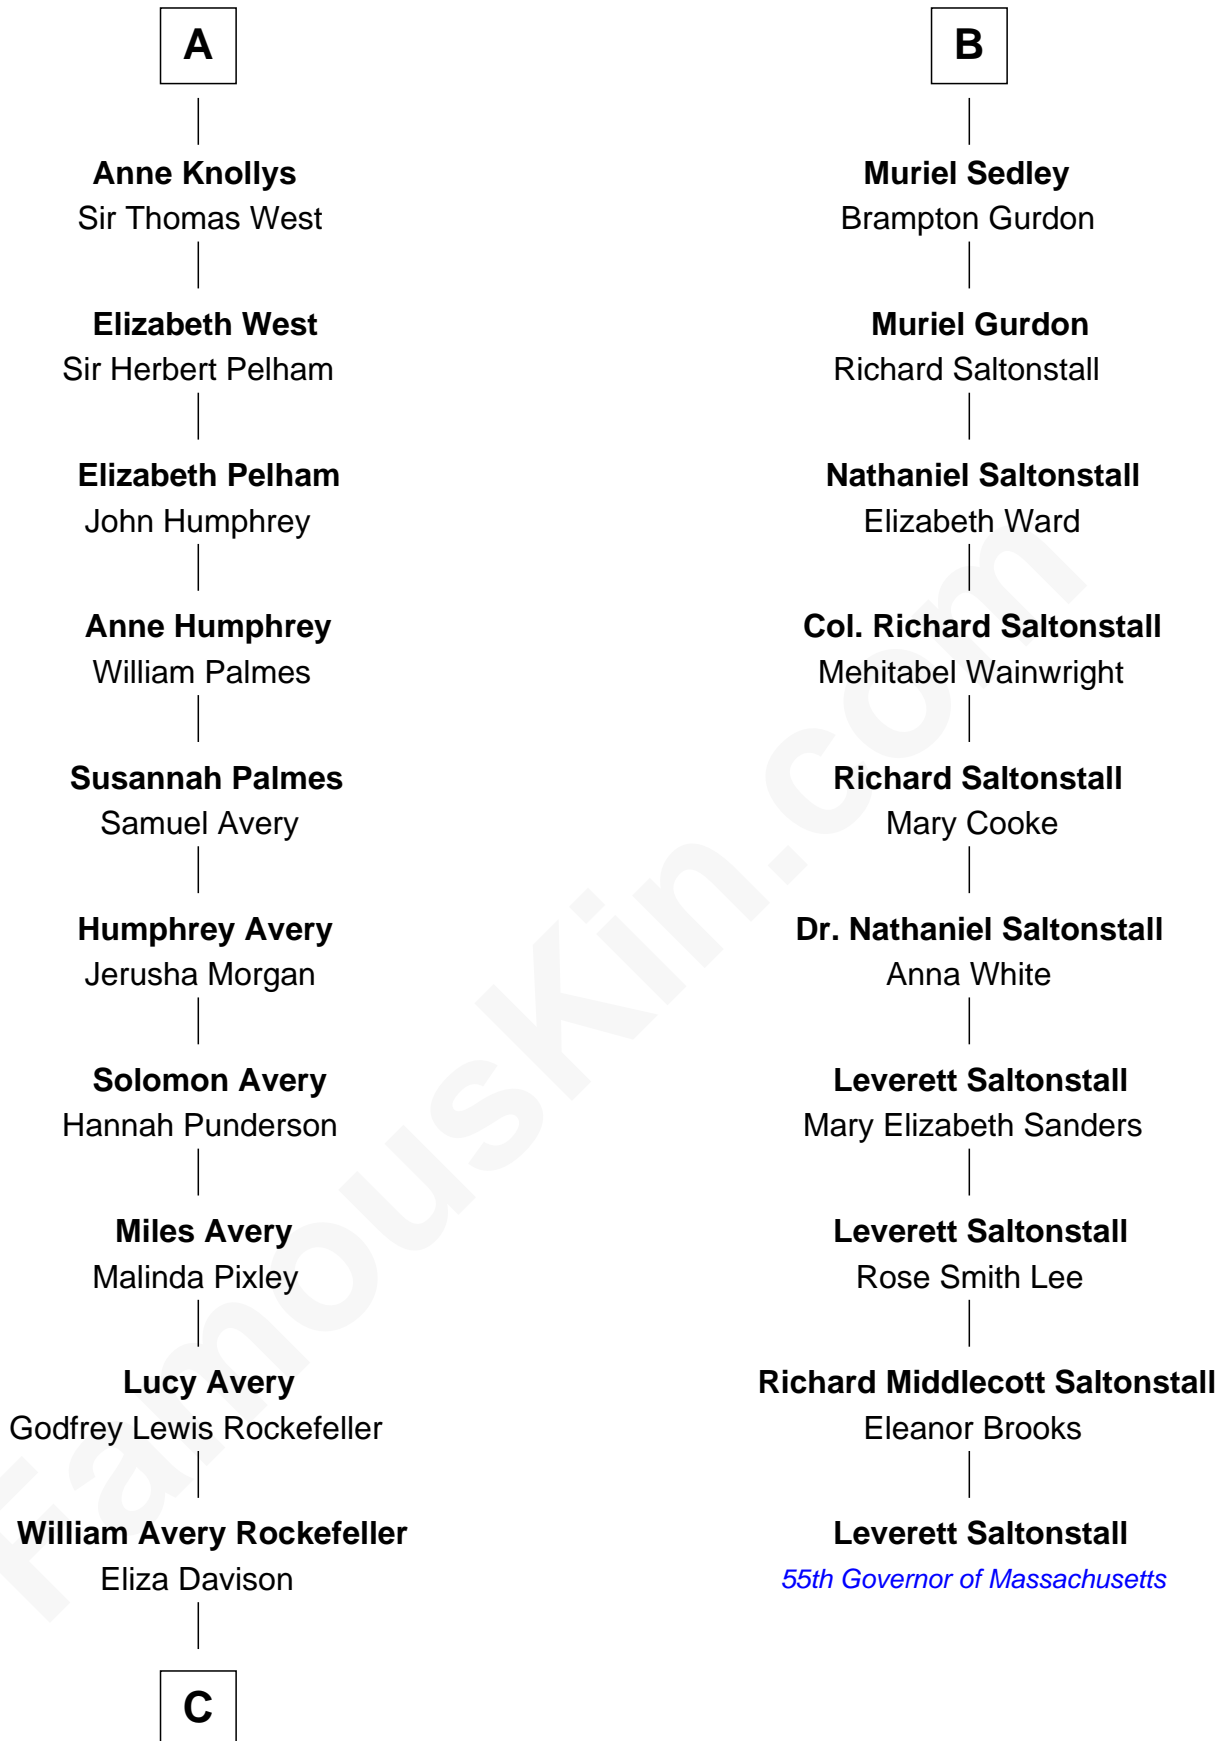 A
Anne Knollys
Sir Thomas West
Elizabeth West
Sir Herbert Pelham
Elizabeth Pelham
John Humphrey
Anne Humphrey
William Palmes
Susannah Palmes
Samuel Avery
Humphrey Avery
Jerusha Morgan
Solomon Avery
Hannah Punderson
Miles Avery
Malinda Pixley
Lucy Avery
Godfrey Lewis Rockefeller
William Avery Rockefeller
Eliza Davison
C
B
Muriel Sedley
Brampton Gurdon
Muriel Gurdon
Richard Saltonstall
Nathaniel Saltonstall
Elizabeth Ward
Col. Richard Saltonstall
Mehitabel Wainwright
Richard Saltonstall
Mary Cooke
Dr. Nathaniel Saltonstall
Anna White
Leverett Saltonstall
Mary Elizabeth Sanders
Leverett Saltonstall
Rose Smith Lee
Richard Middlecott Saltonstall
Eleanor Brooks
Leverett Saltonstall
55th Governor of Massachusetts
FamousKin.com